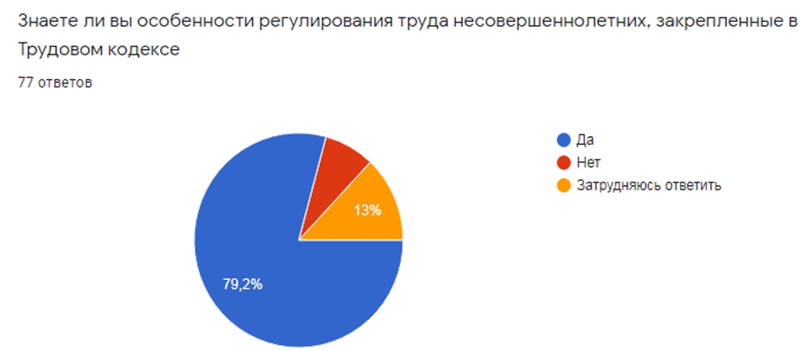 Знаете ли вы особенности регулирования труда несовершеннолетних, закрепленные в
Трудовом кодексе
77 ответов
Да
Нет
Затрудняюсь ответить
13%
79,2%